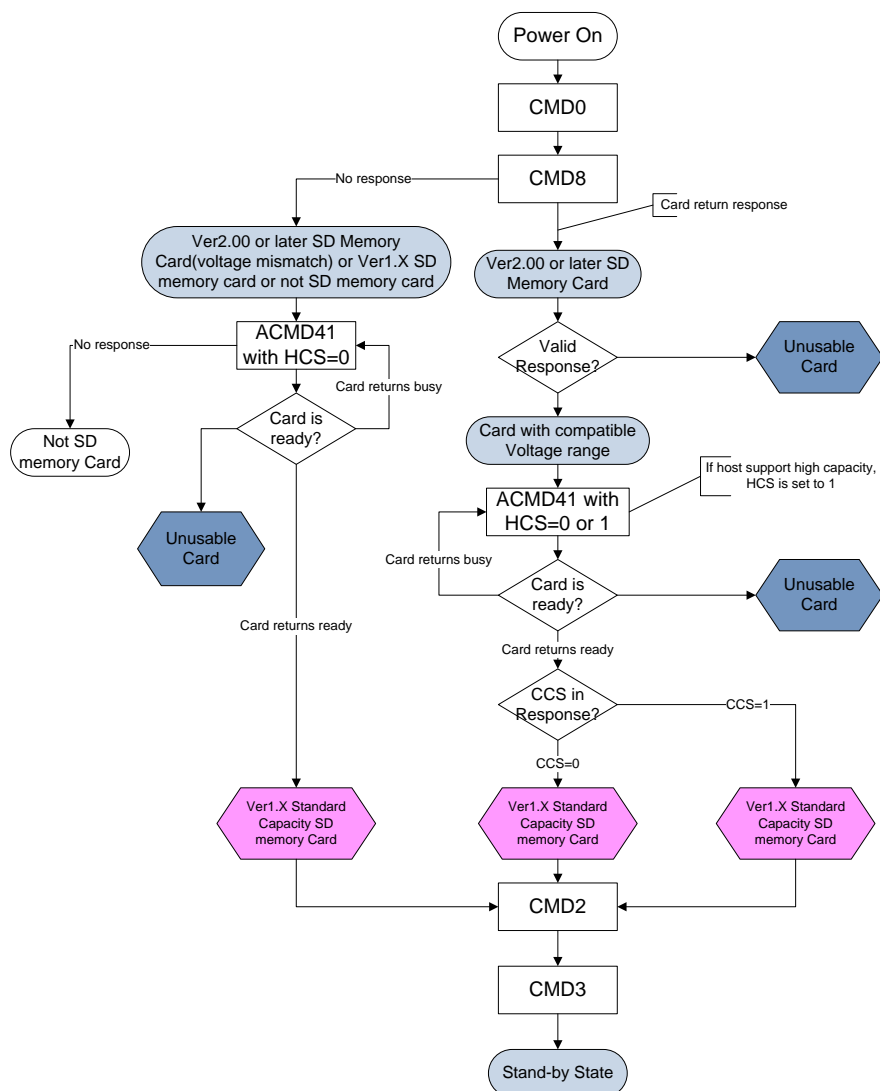 Power On
CMD0
CMD8
No response
Card return response
Ver2.00 or later SD Memory
Card(voltage mismatch) or Ver1.X SD
memory card or not SD memory card
Ver2.00 or later SD
Memory Card
ACMD41
with HCS=0
No response
Card returns busy
Valid
Response?
Unusable
Card
Card is
ready?
Not SD
memory Card
Card with compatible
Voltage range
If host support high capacity,
HCS is set to 1
ACMD41 with
HCS=0 or 1
Unusable
Card
Card returns busy
Card is
ready?
Unusable
Card
Card returns ready
Card returns ready
CCS in
Response?
CCS=1
CCS=0
Ver1.X Standard
Capacity SD
memory Card
Ver1.X Standard
Capacity SD
memory Card
Ver1.X Standard
Capacity SD
memory Card
CMD2
CMD3
Stand-by State